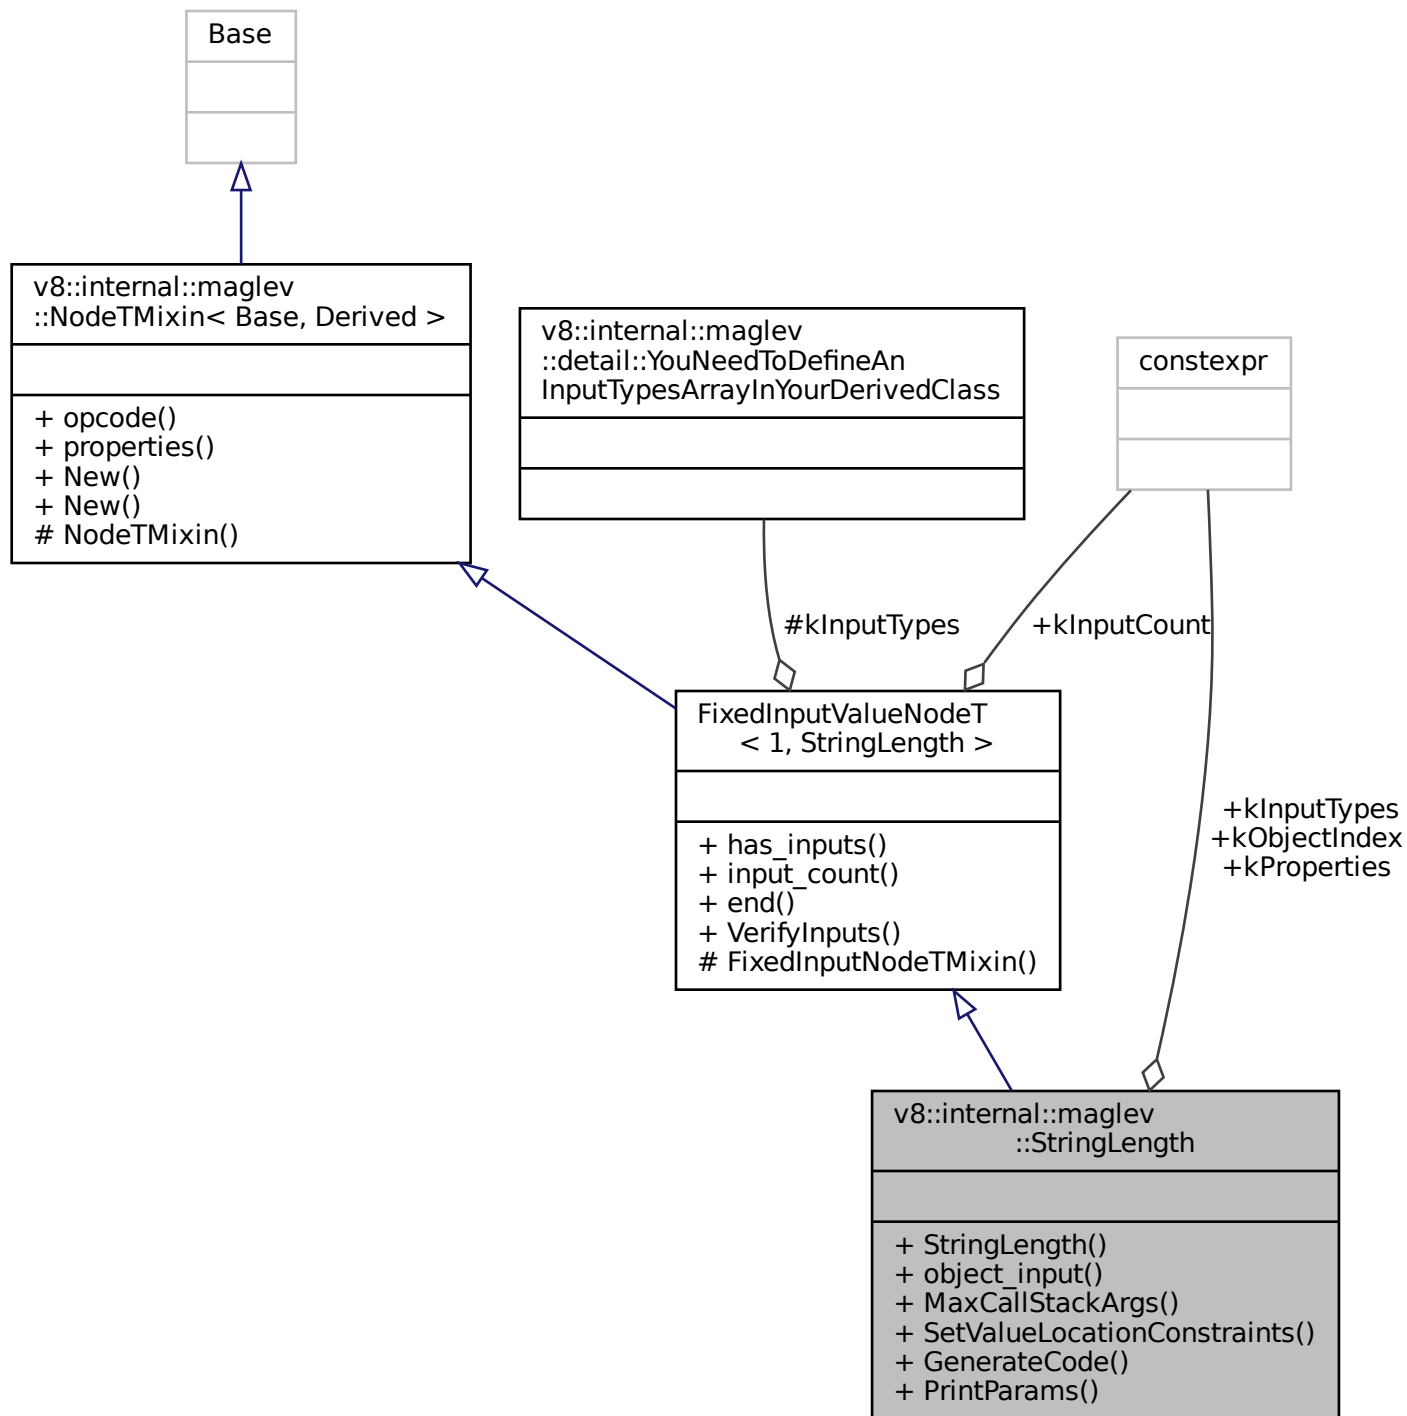 Base
v8::internal::maglev
::NodeTMixin< Base, Derived >
+ opcode()
+ properties()
+ New()
+ New()
# NodeTMixin()
v8::internal::maglev
::detail::YouNeedToDefineAn
InputTypesArrayInYourDerivedClass
constexpr
#kInputTypes
+kInputCount
FixedInputValueNodeT
< 1, StringLength >
+ has_inputs()
+ input_count()
+ end()
+ VerifyInputs()
# FixedInputNodeTMixin()
+kInputTypes
+kObjectIndex
+kProperties
v8::internal::maglev
::StringLength
+ StringLength()
+ object_input()
+ MaxCallStackArgs()
+ SetValueLocationConstraints()
+ GenerateCode()
+ PrintParams()